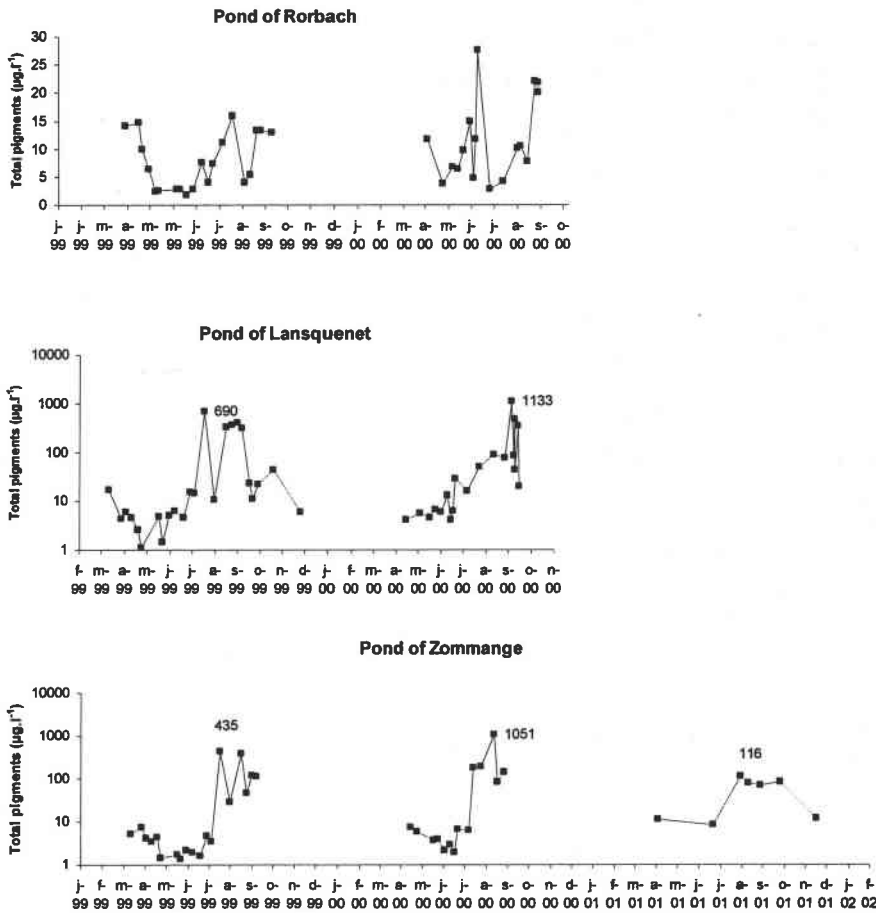 Pond of Rorbach
Total pigments (µg.l⁻¹)
30
25
20
15
10
5
0
j- j- m- a- m- m- j- j- a- s- o- n- d- j- f- m- a- m- j- j- a- s- o-
99 99 99 99 99 99 99 99 99 99 99 99 99 00 00 00 00 00 00 00 00 00 00
Pond of Lansquenet
Total pigments (µg.l⁻¹)
10000
1000
100
10
1
690
1133
f- m- a- m- j- j- a- s- o- n- d- j- f- m- a- m- j- j- a- s- o- n-
99 99 99 99 99 99 99 99 99 99 99 00 00 00 00 00 00 00 00 00 00 00
Pond of Zommange
Total pigments (µg.l⁻¹)
10000
1000
100
10
1
435
1051
116
j- f- m- a- m- j- j- a- s- o- n- d- j- f- m- a- m- j- j- a- s- o- n- d- j- f- m- a- m- j- j- a- s- o- n- d- j- f-
99 99 99 99 99 99 99 99 99 99 99 99 00 00 00 00 00 00 00 00 00 00 00 00 01 01 01 01 01 01 01 01 01 01 01 01 02 02